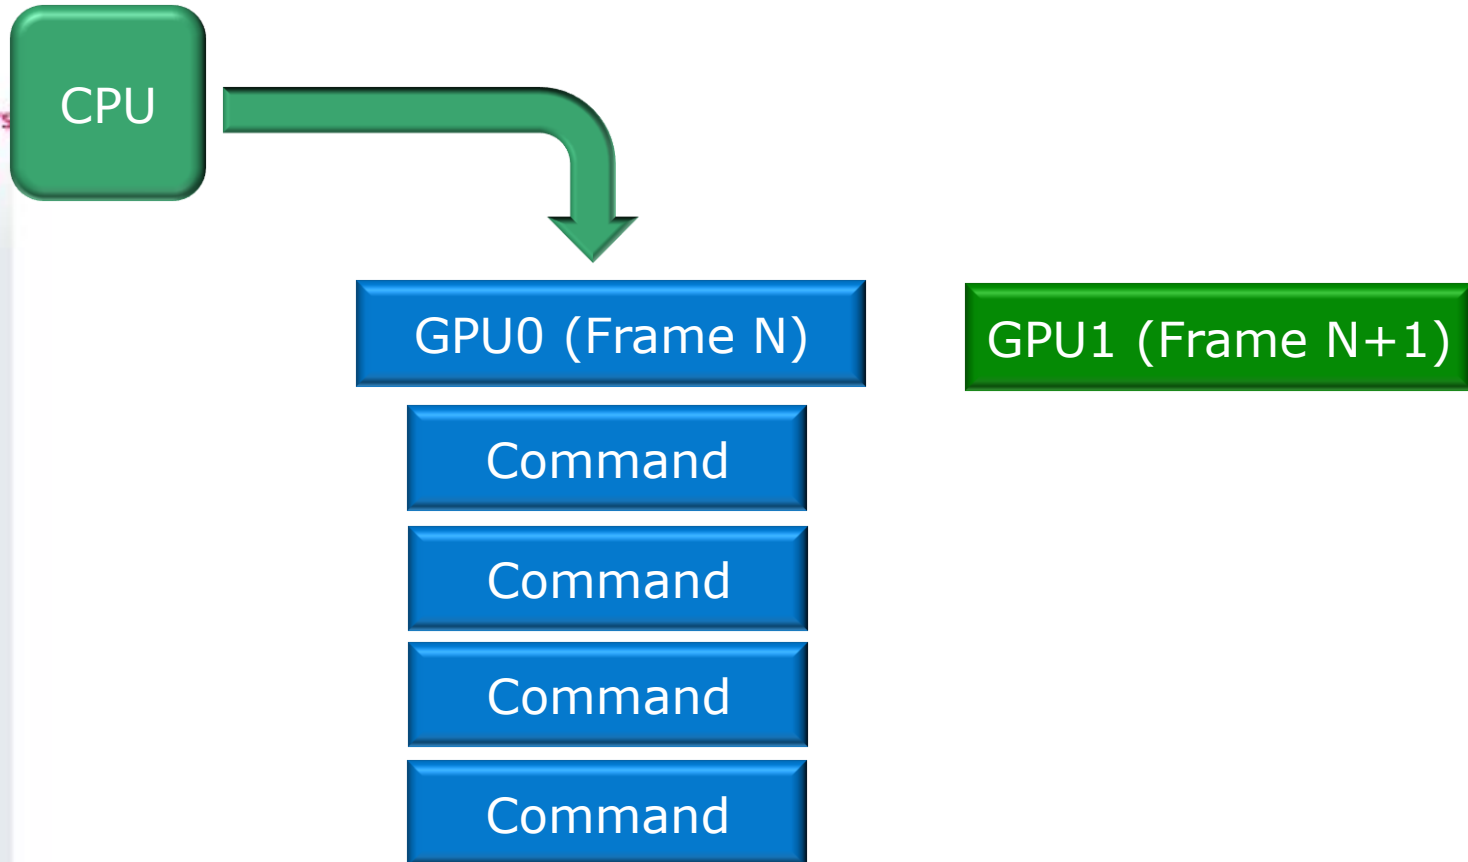 CPU
GPU0 (Frame N)
GPU1 (Frame N+1)
Command
Command
Command
Command